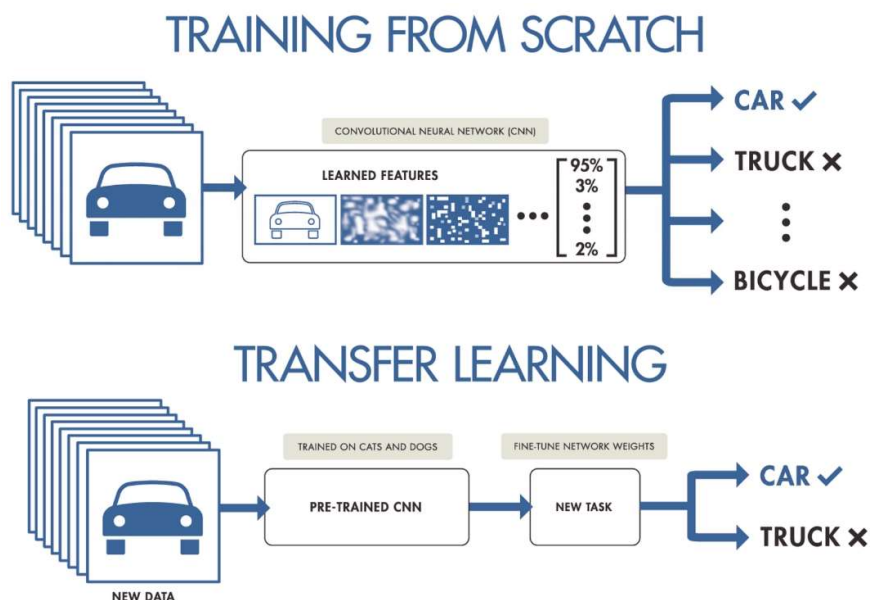 TRAINING FROM SCRATCH
CONVOLUTIONAL NEURAL NETWORK (CNN)
LEARNED FEATURES
95%
3%
2%
CAR ✓
TRUCK ×
BICYCLE ×
TRANSFER LEARNING
TRAINED ON CATS AND DOGS
FINE-TUNE NETWORK WEIGHTS
PRE-TRAINED CNN
NEW TASK
CAR ✓
TRUCK ×
NEW DATA